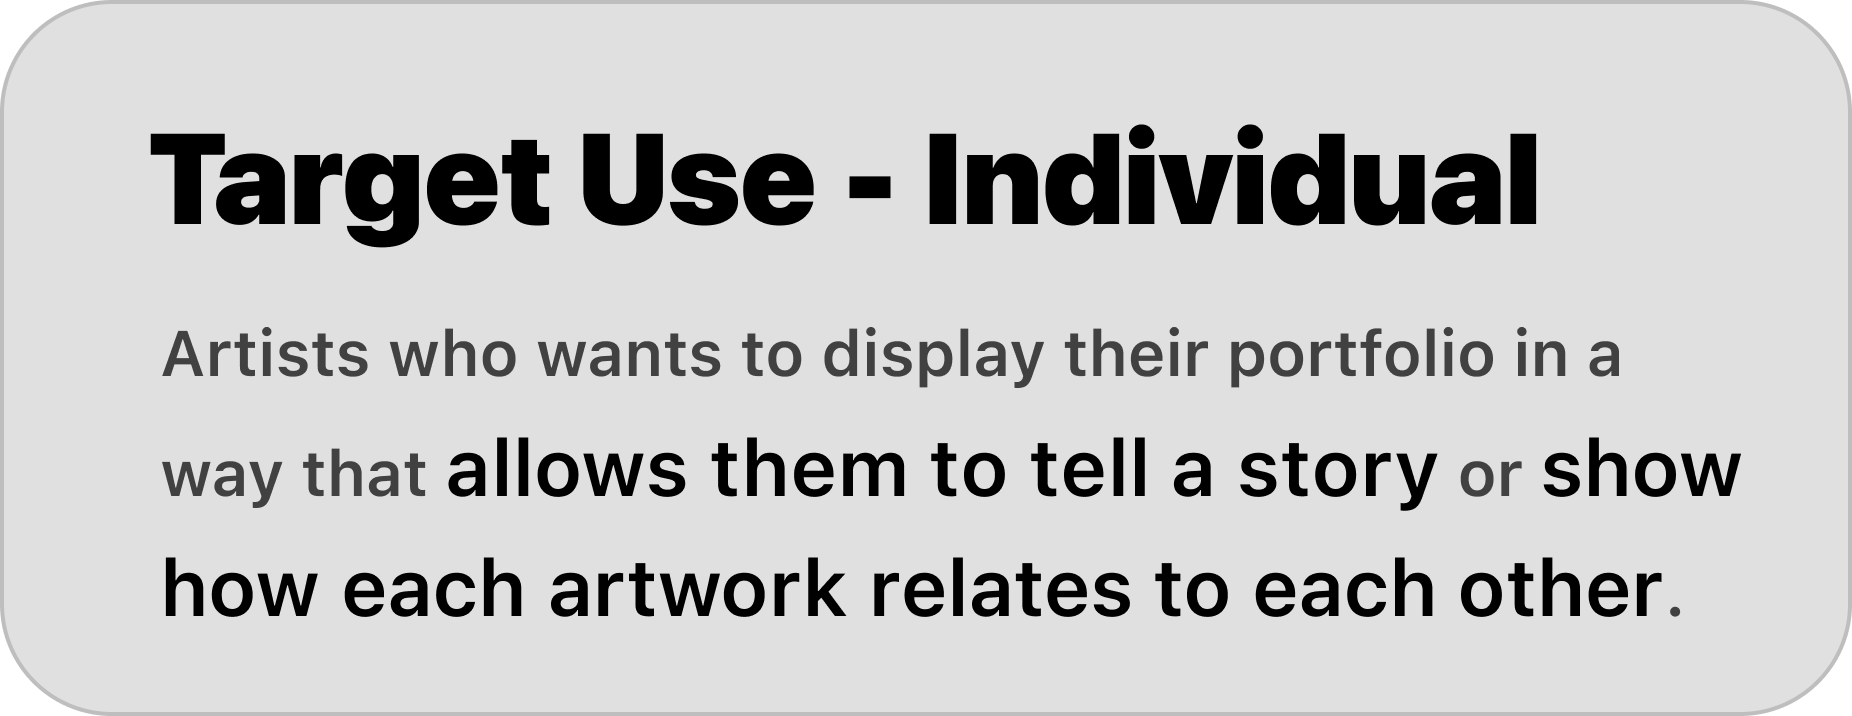 Target Use - Individual
Artists who wants to display their portfolio in a
way that allows them to tell a story or show
how each artwork relates to each other.